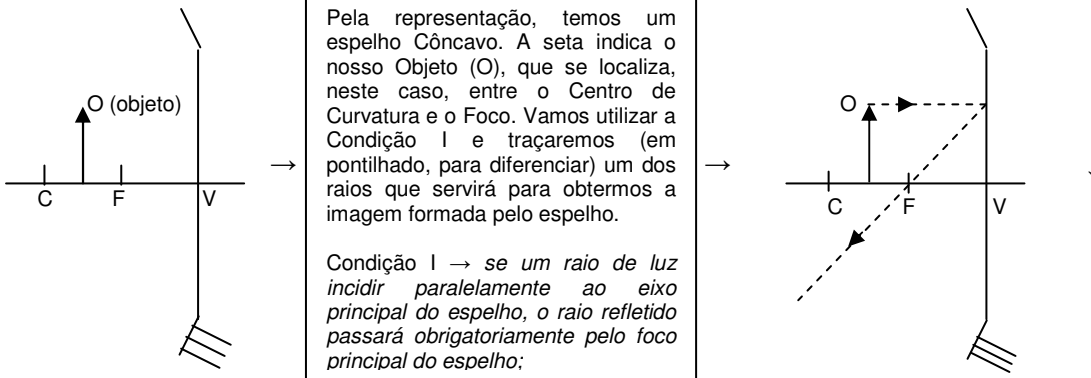 O (objeto)
C
F
V
→
Pela representação, temos um
espelho Côncavo. A seta indica o
nosso Objeto (O), que se localiza,
neste caso, entre o Centro de
Curvatura e o Foco. Vamos utilizar a
Condição I e traçaremos (em
pontilhado, para diferenciar) um dos
raios que servirá para obtermos a
imagem formada pelo espelho.
Condição I → se um raio de luz
incidir paralelamente ao eixo
principal do espelho, o raio refletido
passará obrigatoriamente pelo foco
principal do espelho;
→
O
C
F
V